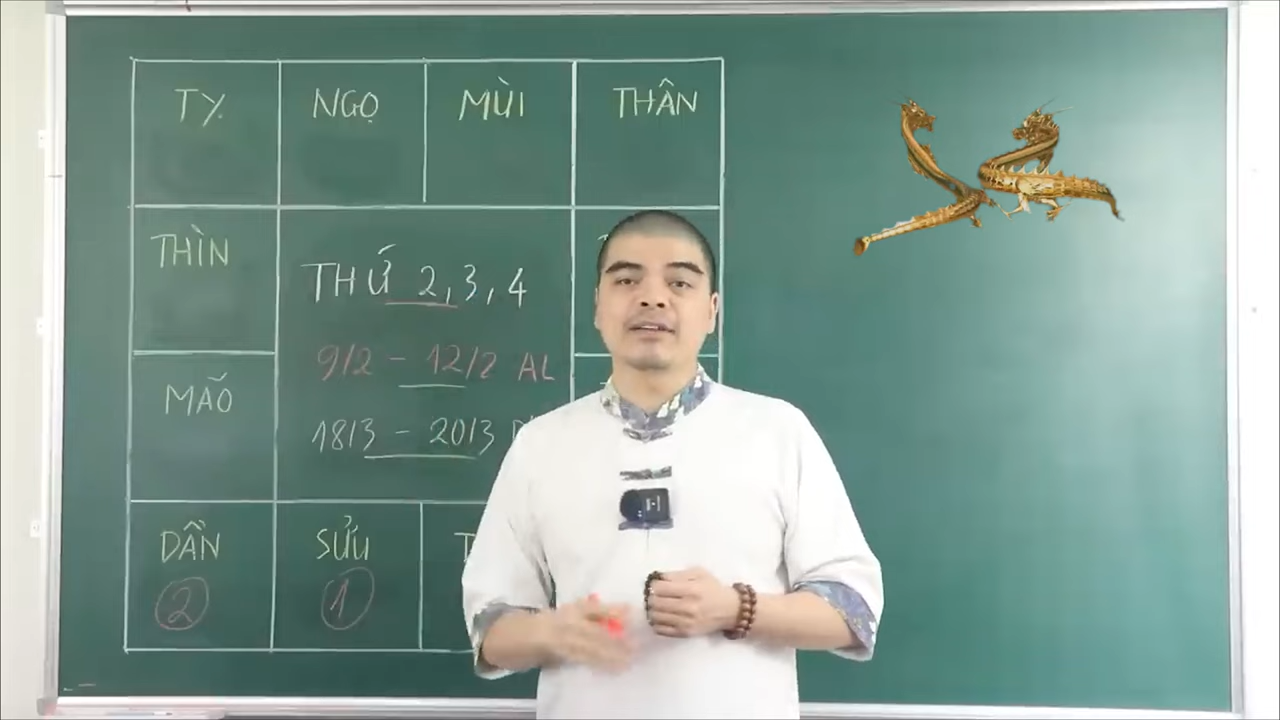 TỴ NGỌ MÙI THÂN
THÌN
THỨ 2,3,4
9/2 - 12/2 AL
MÃO
18/3 - 20/3
DẦN SỬU
2 1